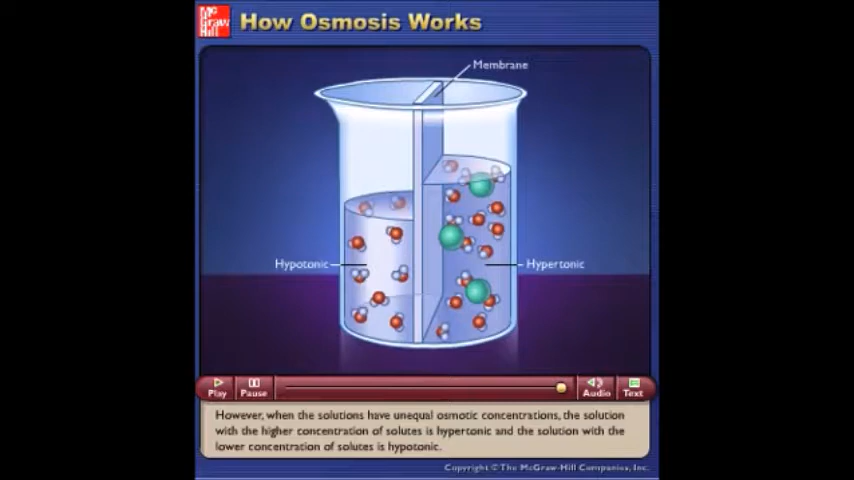 Mc
Graw
Hill
How Osmosis Works
Membrane
Hypotonic
Hypertonic
Play
Pause
Audio
Text
However, when the solutions have unequal osmotic concentrations, the solution
with the higher concentration of solutes is hypertonic and the solution with the
lower concentration of solutes is hypotonic.
Copyright © The McGraw-Hill Companies, Inc.